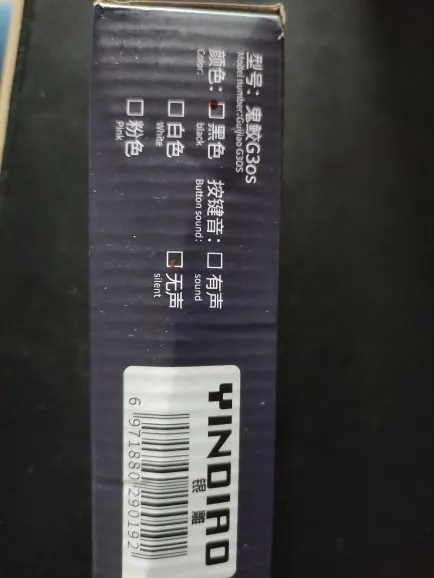 型号：鬼鲛G30S
Model number:Guijiao G30S
颜色：
Color:
黑色
black
白色
White
粉色
Pink
按键音：
Button sound:
有声
sound
无声
silent
YINDIAO
银雕
6 971880 290192